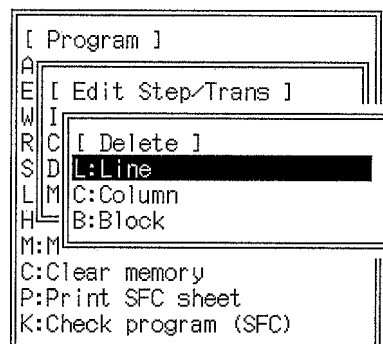 [ Program ]
A
E [ Edit Step/Trans ]
W I
R C [ Delete ]
S D L:Line
L M C:Column
H B:Block
M:M
C:Clear memory
P:Print SFC sheet
K:Check program (SFC)